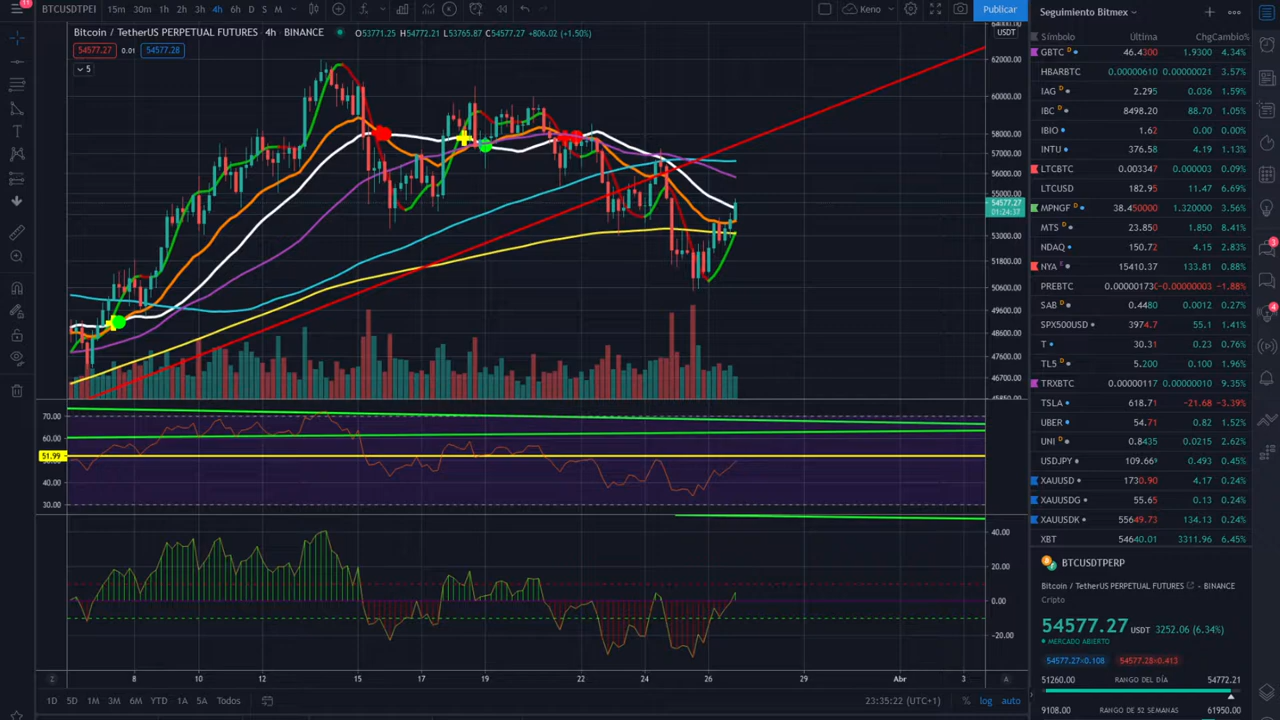 11
BTCUSDTPEI 15m 30m 1h 2h 3h 4h 6h D S M Keno Publicar
Bitcoin / TetherUS PERPETUAL FUTURES • 4h • BINANCE O53771.25 H54772.21 L53765.87 C54577.27 +806.02 (+1.50%)
54577.27 0.01 54577.28
5
USDT
62000.00
60000.00
58000.00
57000.00
56000.00
55000.00
54577.27
01:24:37
53000.00
51800.00
50600.00
49600.00
48600.00
47600.00
46700.00
70.00
60.00
51.99
40.00
30.00
40.00
20.00
0.00
-20.00
8 10 12 15 17 19 22 24 26 29 Abr 3
1D 5D 1M 3M 6M YTD 1A 5A Todos 23:35:22 (UTC+1) % log auto
Seguimiento Bitmex
Símbolo Última Chg Cambio%
GBTC D 46.4300 1.9300 4.34%
HBARBTC 0.00000610 0.00000021 3.57%
IAG D 2.295 0.036 1.59%
IBC 8498.20 88.70 1.05%
IBIO 1.62 0.00 0.00%
INTU 376.58 4.19 1.13%
LTCBTC 0.003347 0.000003 0.09%
LTCUSD 182.95 11.47 6.69%
MPNGF D 38.450000 1.320000 3.56%
MTS D 23.850 1.850 8.41%
NDAQ 150.72 4.15 2.83%
NYA E 15410.37 133.81 0.88%
PREBTC 0.00000173 -0.00000003 -1.88%
SAB D 0.4480 0.0012 0.27%
SPX500USD 3974.7 55.1 1.41%
T 30.31 0.23 0.76%
TL5 D 5.200 0.100 1.96%
TRXBTC 0.00000117 0.00000010 9.35%
TSLA 618.71 -21.68 -3.39%
UBER 54.71 0.82 1.52%
UNI D 0.8435 0.0215 2.62%
USDJPY 109.669 0.493 0.45%
XAUUSD 1730.90 4.17 0.24%
XAUUSDG 55.65 0.13 0.24%
XAUUSDK 55649.73 134.13 0.24%
XBT 54640.01 3311.96 6.45%
BTCUSDTPERP
Bitcoin / TetherUS PERPETUAL FUTURES • BINANCE
Cripto
54577.27 USDT 3252.06 (6.34%)
MERCADO ABIERTO
54577.27×0.108 54577.28×0.413
51260.00 RANGO DEL DÍA 54772.21
9108.00 RANGO DE 52 SEMANAS 61950.00
3
4